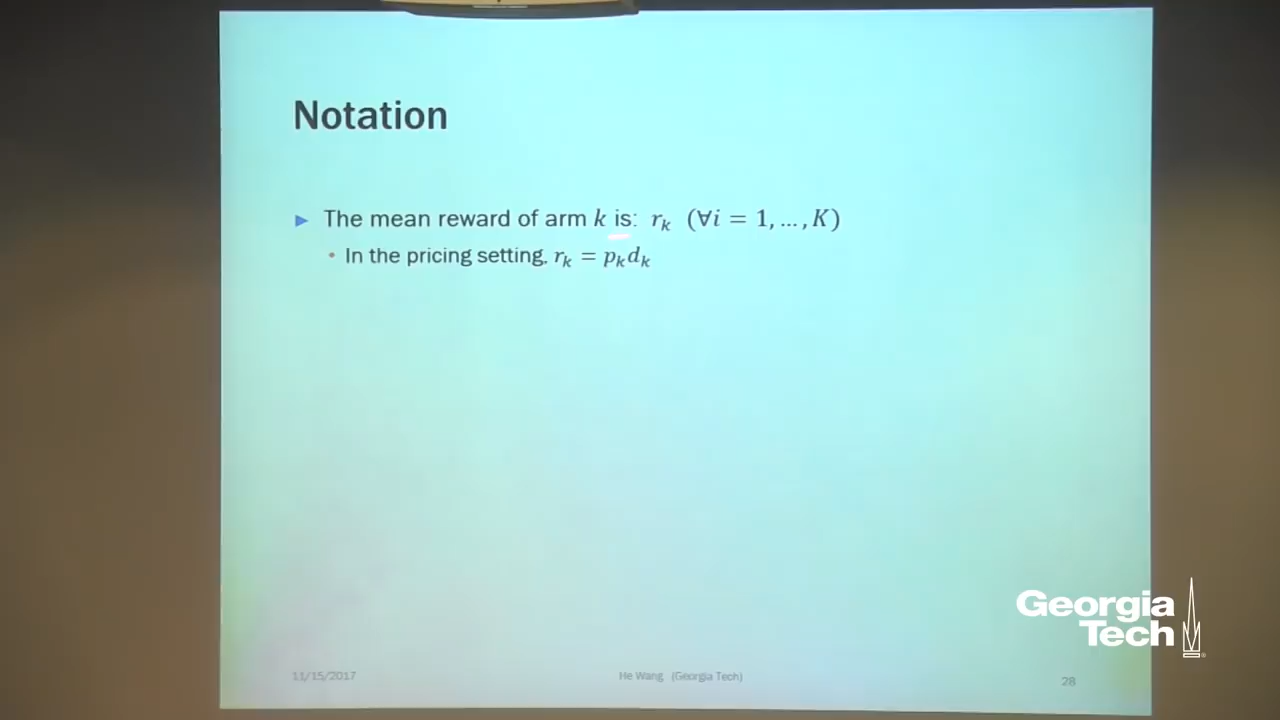 Notation
The mean reward of arm k is: rₖ (∀i = 1, … , K)
• In the pricing setting, rₖ = pₖdₖ
Georgia
Tech
11/15/2017
He Wang (Georgia Tech)
28